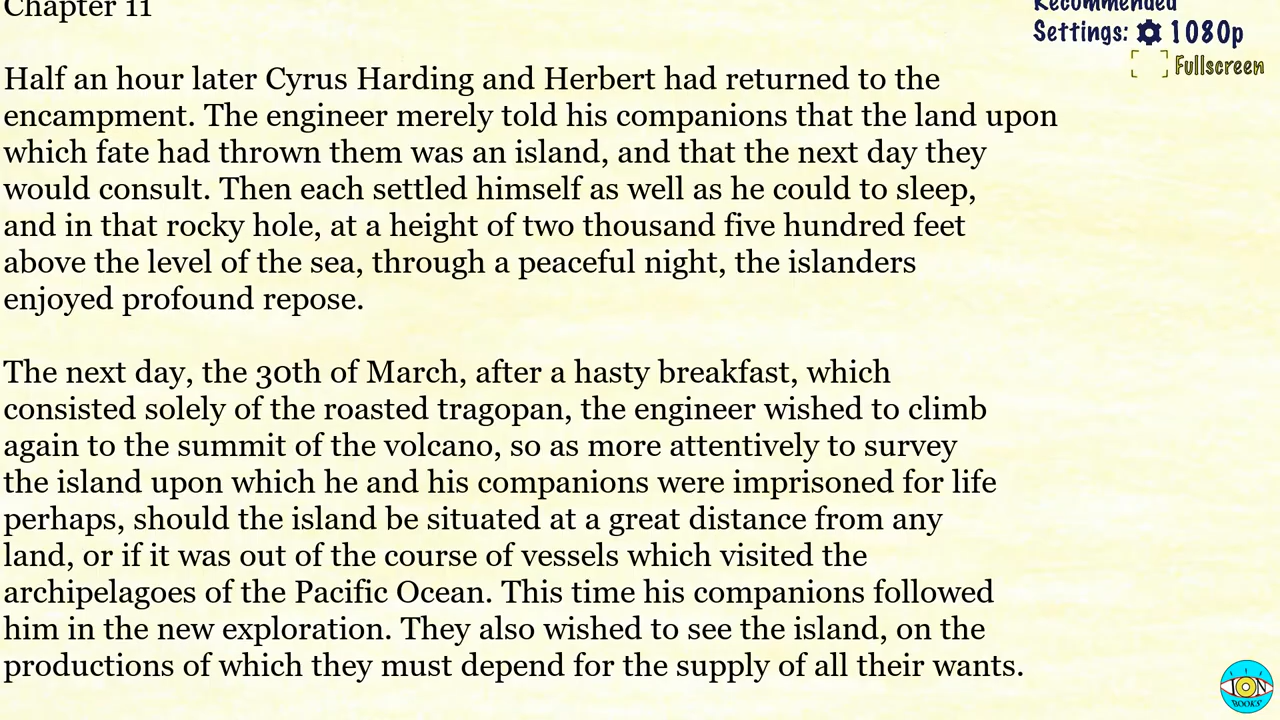 Chapter 11
Recommended
Settings: 1080p
Fullscreen
Half an hour later Cyrus Harding and Herbert had returned to the
encampment. The engineer merely told his companions that the land upon
which fate had thrown them was an island, and that the next day they
would consult. Then each settled himself as well as he could to sleep,
and in that rocky hole, at a height of two thousand five hundred feet
above the level of the sea, through a peaceful night, the islanders
enjoyed profound repose.
The next day, the 30th of March, after a hasty breakfast, which
consisted solely of the roasted tragopan, the engineer wished to climb
again to the summit of the volcano, so as more attentively to survey
the island upon which he and his companions were imprisoned for life
perhaps, should the island be situated at a great distance from any
land, or if it was out of the course of vessels which visited the
archipelagoes of the Pacific Ocean. This time his companions followed
him in the new exploration. They also wished to see the island, on the
productions of which they must depend for the supply of all their wants.
ION
BOOKS